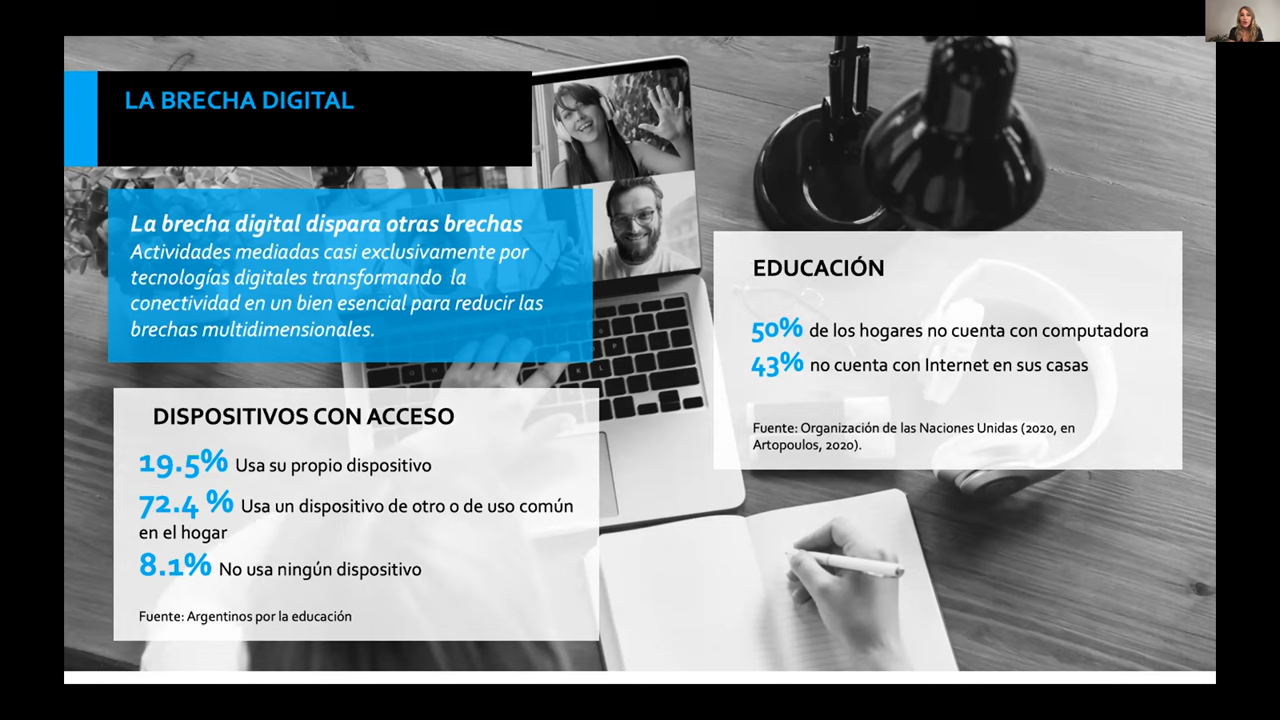 LA BRECHA DIGITAL
La brecha digital dispara otras brechas
Actividades mediadas casi exclusivamente por
tecnologías digitales transformando la
conectividad en un bien esencial para reducir las
brechas multidimensionales.
DISPOSITIVOS CON ACCESO
19.5% Usa su propio dispositivo
72.4 % Usa un dispositivo de otro o de uso común
en el hogar
8.1% No usa ningún dispositivo
Fuente: Argentinos por la educación
EDUCACIÓN
50% de los hogares no cuenta con computadora
43% no cuenta con Internet en sus casas
Fuente: Organización de las Naciones Unidas (2020, en
Artopoulos, 2020).